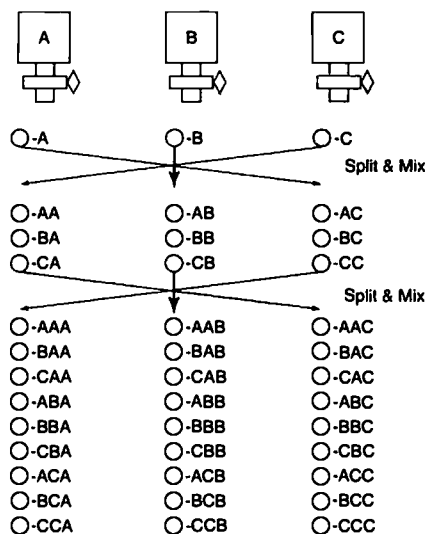 A B C
-A -B -C
Split & Mix
-AA -AB -AC
-BA -BB -BC
-CA -CB -CC
Split & Mix
-AAA -AAB -AAC
-BAA -BAB -BAC
-CAA -CAB -CAC
-ABA -ABB -ABC
-BBA -BBB -BBC
-CBA -CBB -CBC
-ACA -ACB -ACC
-BCA -BCB -BCC
-CCA -CCB -CCC